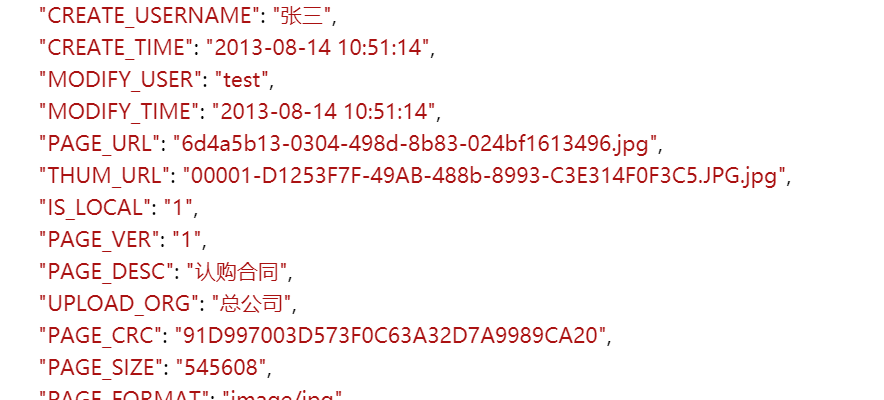 "CREATE_USERNAME": "张三",
"CREATE_TIME": "2013-08-14 10:51:14",
"MODIFY_USER": "test",
"MODIFY_TIME": "2013-08-14 10:51:14",
"PAGE_URL": "6d4a5b13-0304-498d-8b83-024bf1613496.jpg",
"THUM_URL": "00001-D1253F7F-49AB-488b-8993-C3E314F0F3C5.JPG.jpg",
"IS_LOCAL": "1",
"PAGE_VER": "1",
"PAGE_DESC": "认购合同",
"UPLOAD_ORG": "总公司",
"PAGE_CRC": "91D997003D573F0C63A32D7A9989CA20",
"PAGE_SIZE": "545608",
"PAGE_FORMAT": "image/jpg"